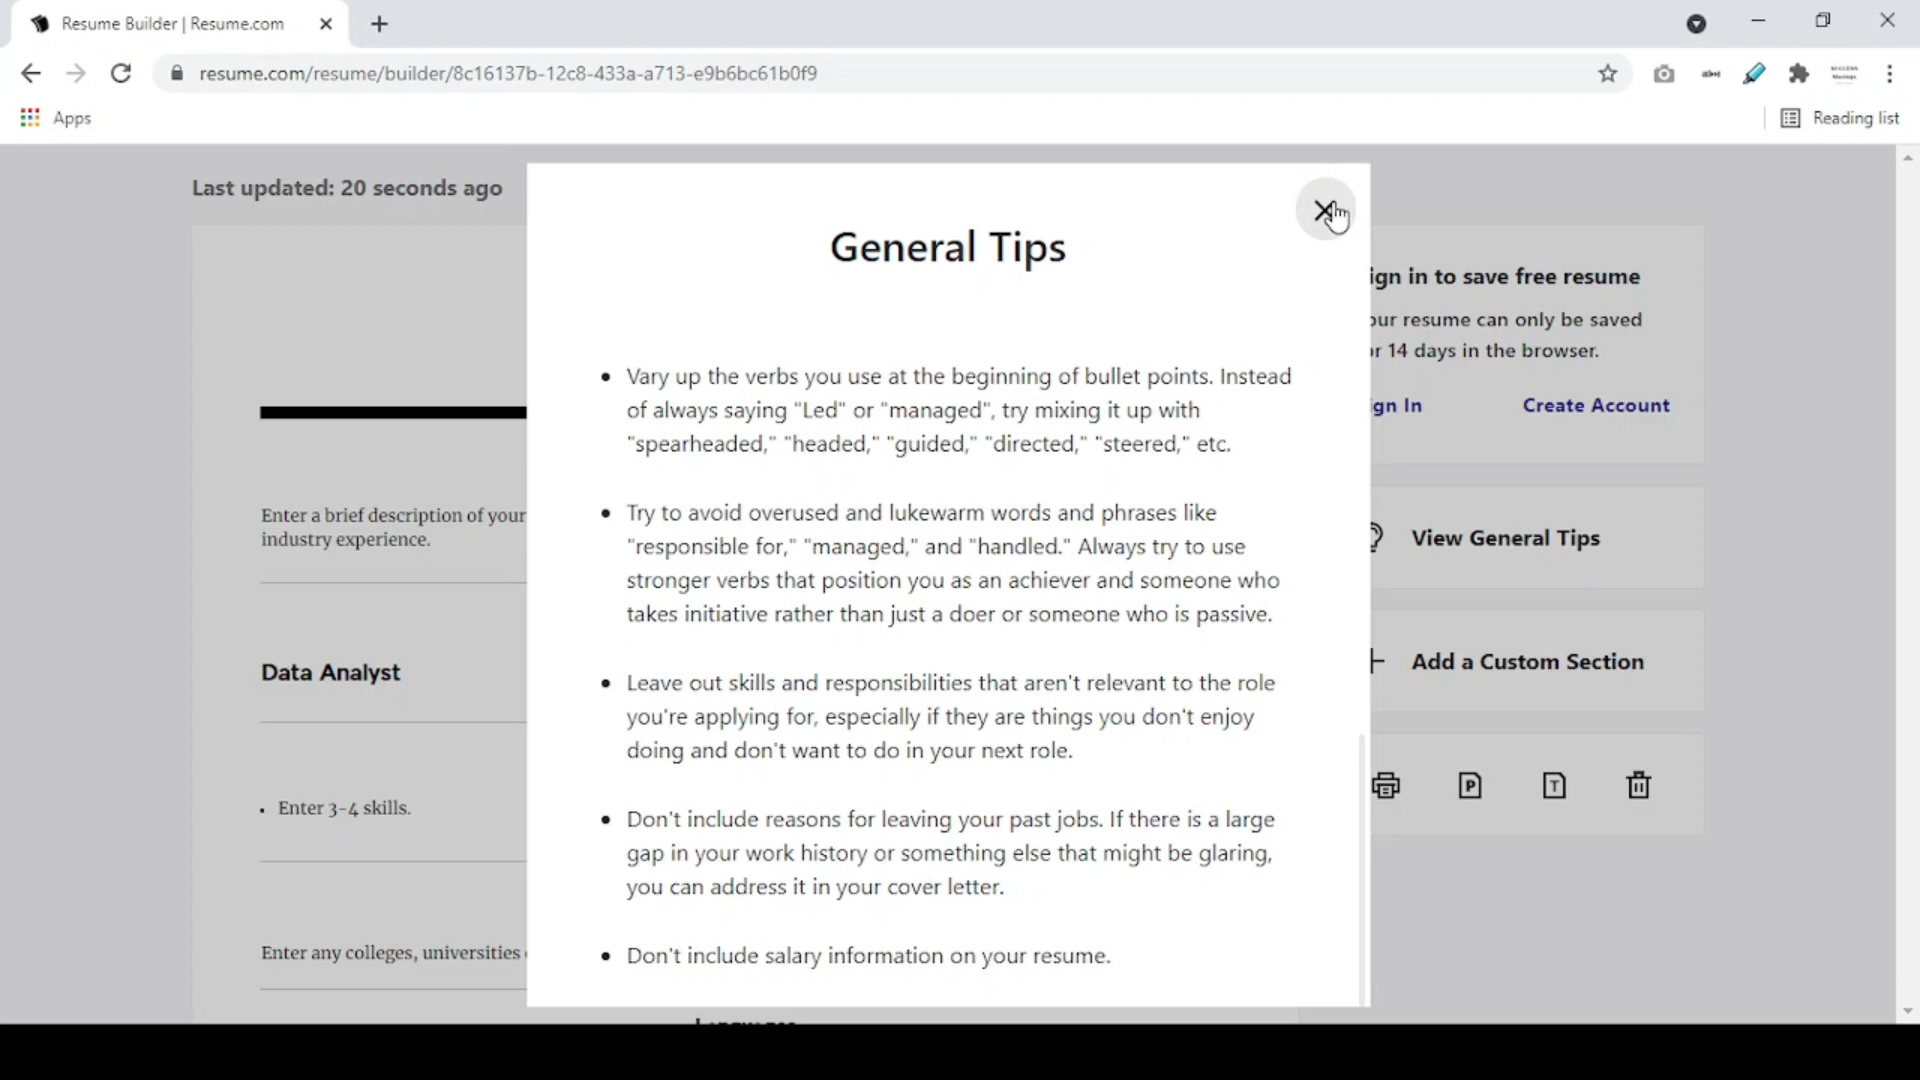 Resume Builder | Resume.com
resume.com/resume/builder/8c16137b-12c8-433a-a713-e9b6bc61b0f9
Apps
Reading list
Last updated: 20 seconds ago
General Tips
ign in to save free resume
our resume can only be saved
or 14 days in the browser.
ign In
Create Account
• Vary up the verbs you use at the beginning of bullet points. Instead
of always saying "Led" or "managed", try mixing it up with
"spearheaded," "headed," "guided," "directed," "steered," etc.
Enter a brief description of your
industry experience.
• Try to avoid overused and lukewarm words and phrases like
"responsible for," "managed," and "handled." Always try to use
stronger verbs that position you as an achiever and someone who
takes initiative rather than just a doer or someone who is passive.
View General Tips
Data Analyst
• Leave out skills and responsibilities that aren't relevant to the role
you're applying for, especially if they are things you don't enjoy
doing and don't want to do in your next role.
Add a Custom Section
• Enter 3-4 skills.
P
T
• Don't include reasons for leaving your past jobs. If there is a large
gap in your work history or something else that might be glaring,
you can address it in your cover letter.
Enter any colleges, universities
• Don't include salary information on your resume.